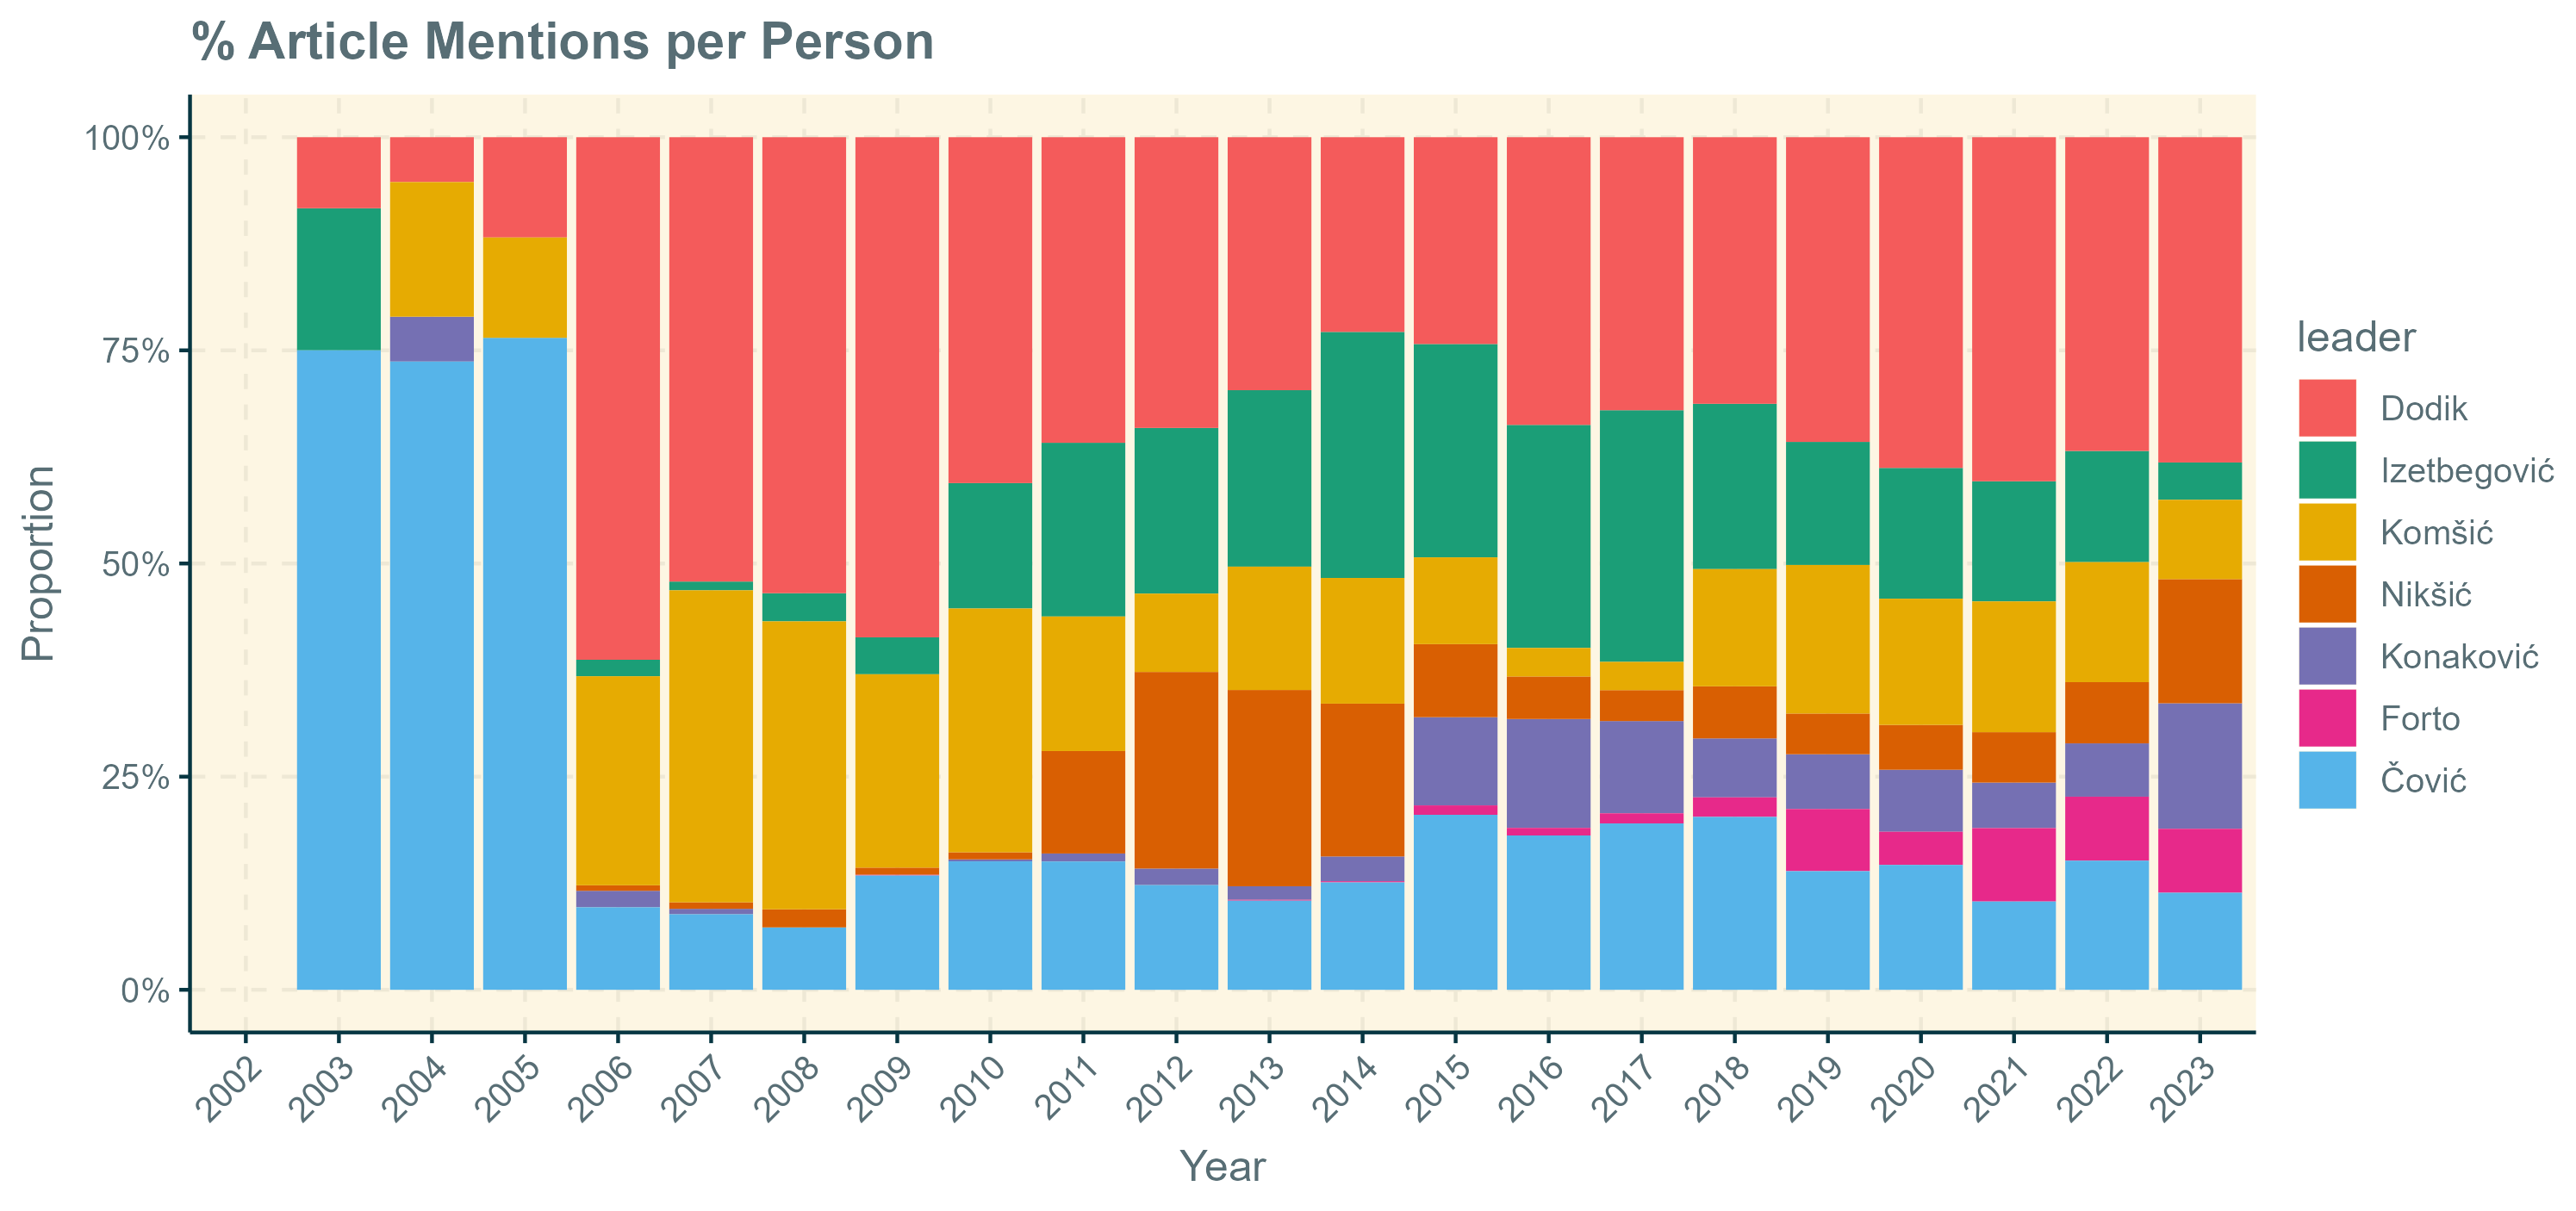 % Article Mentions per Person
Proportion
100%
75%
50%
25%
0%
2002
2003
2004
2005
2006
2007
2008
2009
2010
2011
2012
2013
2014
2015
2016
2017
2018
2019
2020
2021
2022
2023
Year
leader
Dodik
Izetbegović
Komšić
Nikšić
Konaković
Forto
Čović